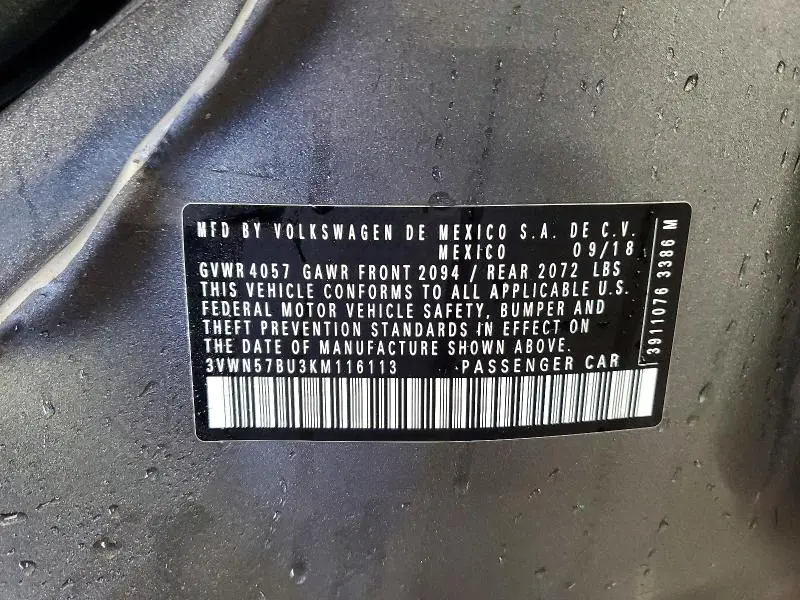 MFD BY VOLKSWAGEN DE MEXICO S.A. DE C.V.
MEXICO 09/18
GVWR 4057 GAWR FRONT 2094 / REAR 2072 LBS
THIS VEHICLE CONFORMS TO ALL APPLICABLE U.S.
FEDERAL MOTOR VEHICLE SAFETY, BUMPER AND
THEFT PREVENTION STANDARDS IN EFFECT ON
THE DATE OF MANUFACTURE SHOWN ABOVE.
3VWN57BU3KM116113 PASSENGER CAR
3911076 3386 M